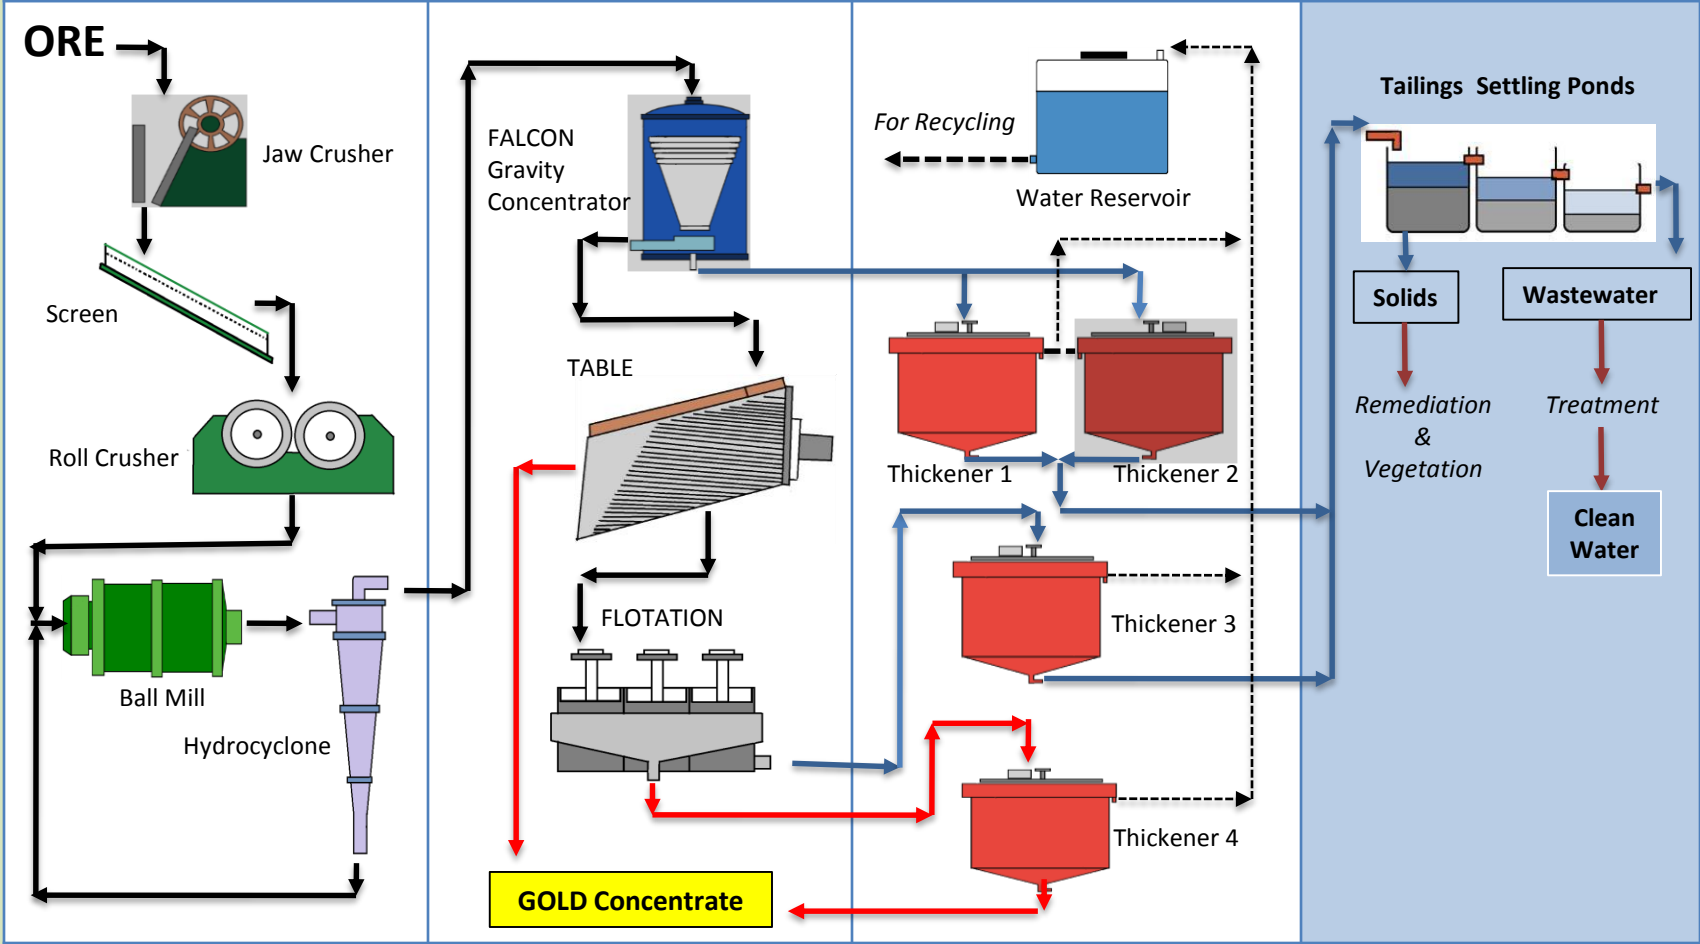 ORE
Jaw Crusher
Screen
Roll Crusher
Ball Mill
Hydrocyclone
FALCON
Gravity
Concentrator
TABLE
FLOTATION
GOLD Concentrate
For Recycling
Water Reservoir
Thickener 1
Thickener 2
Thickener 3
Thickener 4
Tailings Settling Ponds
Solids
Wastewater
Remediation
&
Vegetation
Treatment
Clean
Water